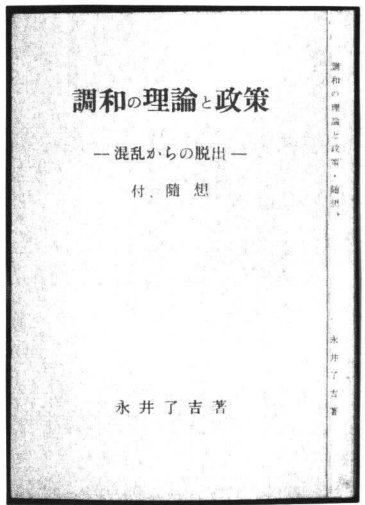 調和の理論と政策
―混乱からの脱出―
付、随想
永井了吉著
調和の理論と政策・随想、
永井了吉著